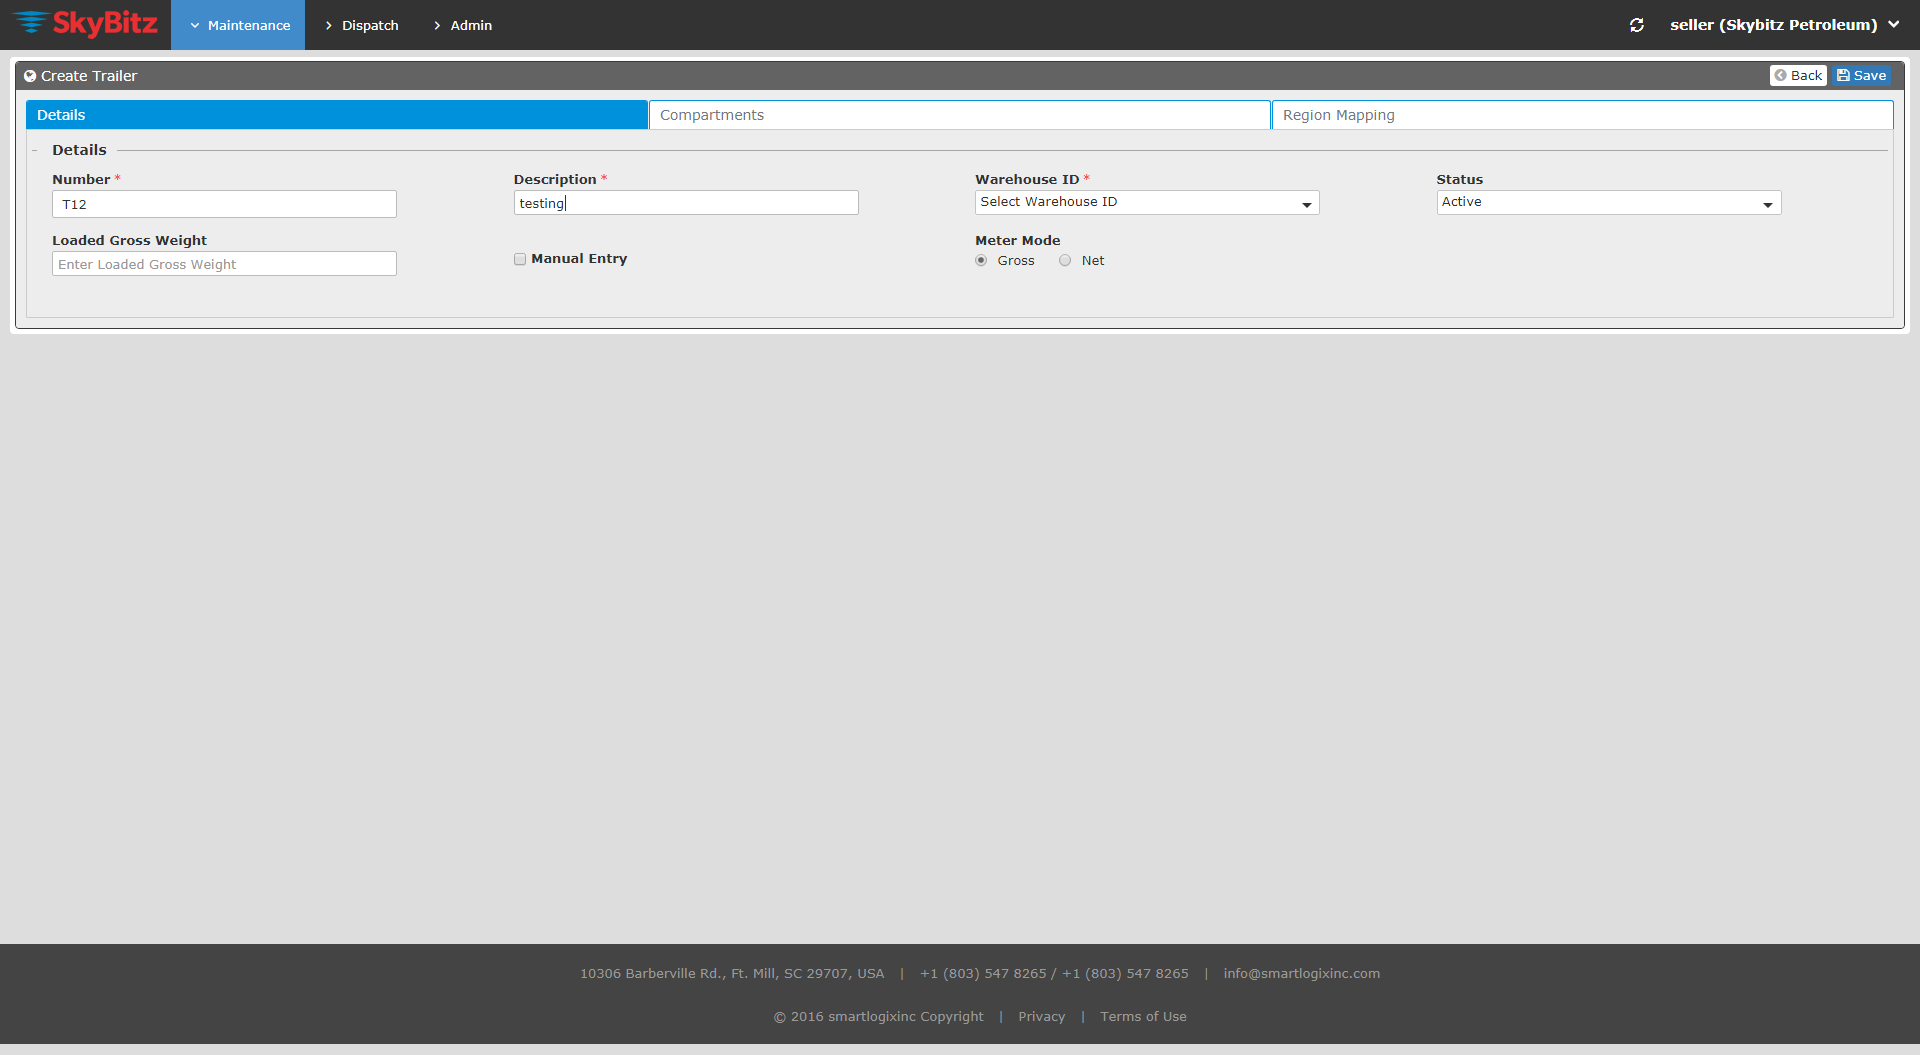 SkyBitz
Maintenance
Dispatch
Admin
seller (Skybitz Petroleum)
Create Trailer
Back
Save
Details
Compartments
Region Mapping
- Details
Number *
Description *
Warehouse ID *
Status
T12
testing
Select Warehouse ID
Active
Loaded Gross Weight
Enter Loaded Gross Weight
Manual Entry
Meter Mode
Gross
Net
10306 Barberville Rd., Ft. Mill, SC 29707, USA | +1 (803) 547 8265 / +1 (803) 547 8265 | info@smartlogixinc.com
© 2016 smartlogixinc Copyright | Privacy | Terms of Use